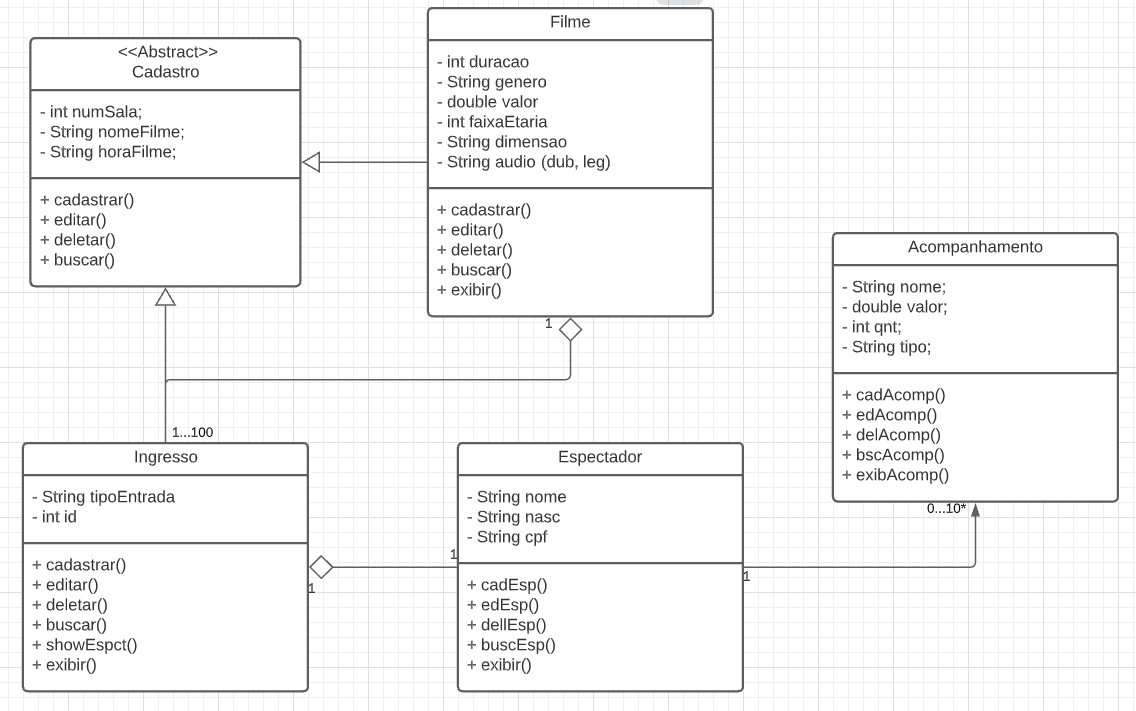 <<Abstract>>
Cadastro
- int numSala;
- String nomeFilme;
- String horaFilme;
+ cadastrar()
+ editar()
+ deletar()
+ buscar()
Filme
- int duracao
- String genero
- double valor
- int faixaEtaria
- String dimensao
- String audio (dub, leg)
+ cadastrar()
+ editar()
+ deletar()
+ buscar()
+ exibir()
1
Acompanhamento
- String nome;
- double valor;
- int qnt;
- String tipo;
+ cadAcomp()
+ edAcomp()
+ delAcomp()
+ bscAcomp()
+ exibAcomp()
0...10*
1...100
Ingresso
- String tipoEntrada
- int id
+ cadastrar()
+ editar()
+ deletar()
+ buscar()
+ showEspct()
+ exibir()
1
1
Espectador
- String nome
- String nasc
- String cpf
+ cadEsp()
+ edEsp()
+ dellEsp()
+ buscEsp()
+ exibir()
1